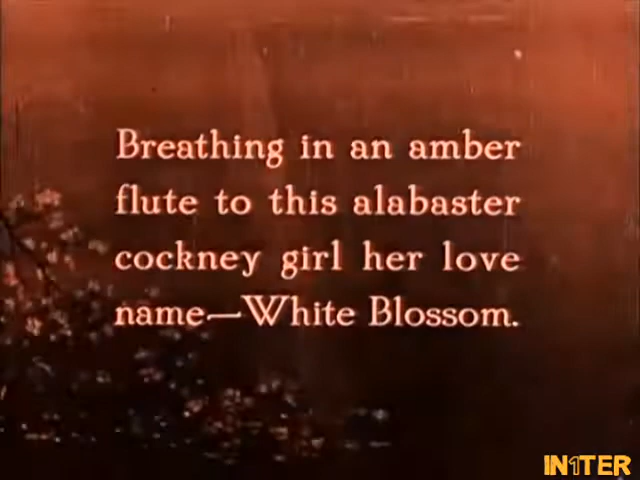 Breathing in an amber
flute to this alabaster
cockney girl her love
name—White Blossom.
IN1TER